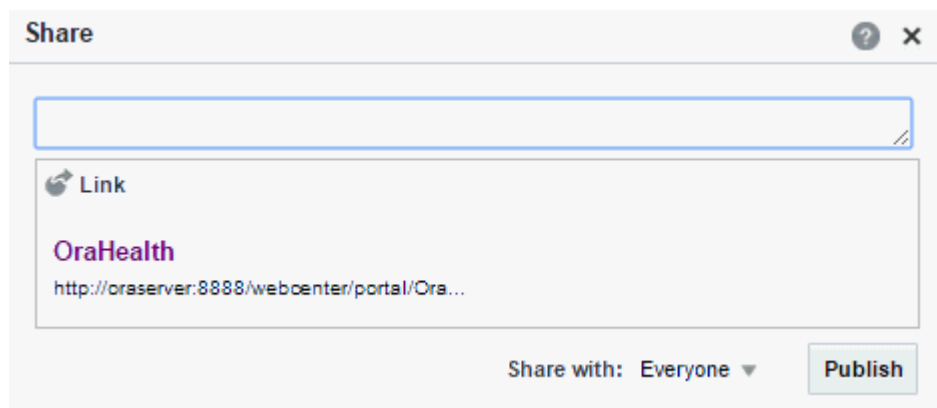 Share
Link
OraHealth
http://oraserver:8888/webcenter/portal/Ora...
Share with: Everyone Publish